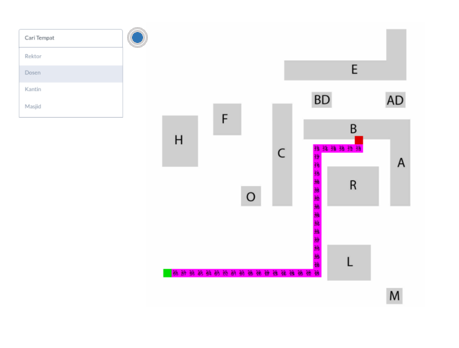 Cari Tempat
Rektor
Dosen
Kantin
Masjid
E
BD
AD
F
B
H
C
A
R
O
L
M